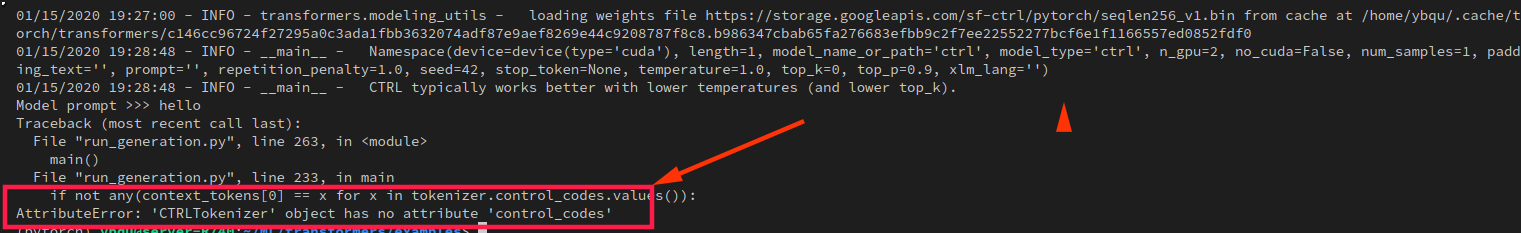 01/15/2020 19:27:00 - INFO - transformers.modeling_utils -   loading weights file https://storage.googleapis.com/sf-ctrl/pytorch/seqlen256_v1.bin from cache at /home/ybqu/.cache/t
orch/transformers/c146cc96724f27295a0c3ada1fbb3632074adf87e9aef8269e44c9208787f8c8.b986347cbab65fa276683efbb9c2f7ee22552277bcf6e1f1166557ed0852fdf0
01/15/2020 19:28:48 - INFO - __main__ -   Namespace(device=device(type='cuda'), length=1, model_name_or_path='ctrl', model_type='ctrl', n_gpu=2, no_cuda=False, num_samples=1, padd
ing_text='', prompt='', repetition_penalty=1.0, seed=42, stop_token=None, temperature=1.0, top_k=0, top_p=0.9, xlm_lang='')
01/15/2020 19:28:48 - INFO - __main__ -   CTRL typically works better with lower temperatures (and lower top_k).
Model prompt >>> hello
Traceback (most recent call last):
  File "run_generation.py", line 263, in <module>
    main()
  File "run_generation.py", line 233, in main
    if not any(context_tokens[0] == x for x in tokenizer.control_codes.values()):
AttributeError: 'CTRLTokenizer' object has no attribute 'control_codes'